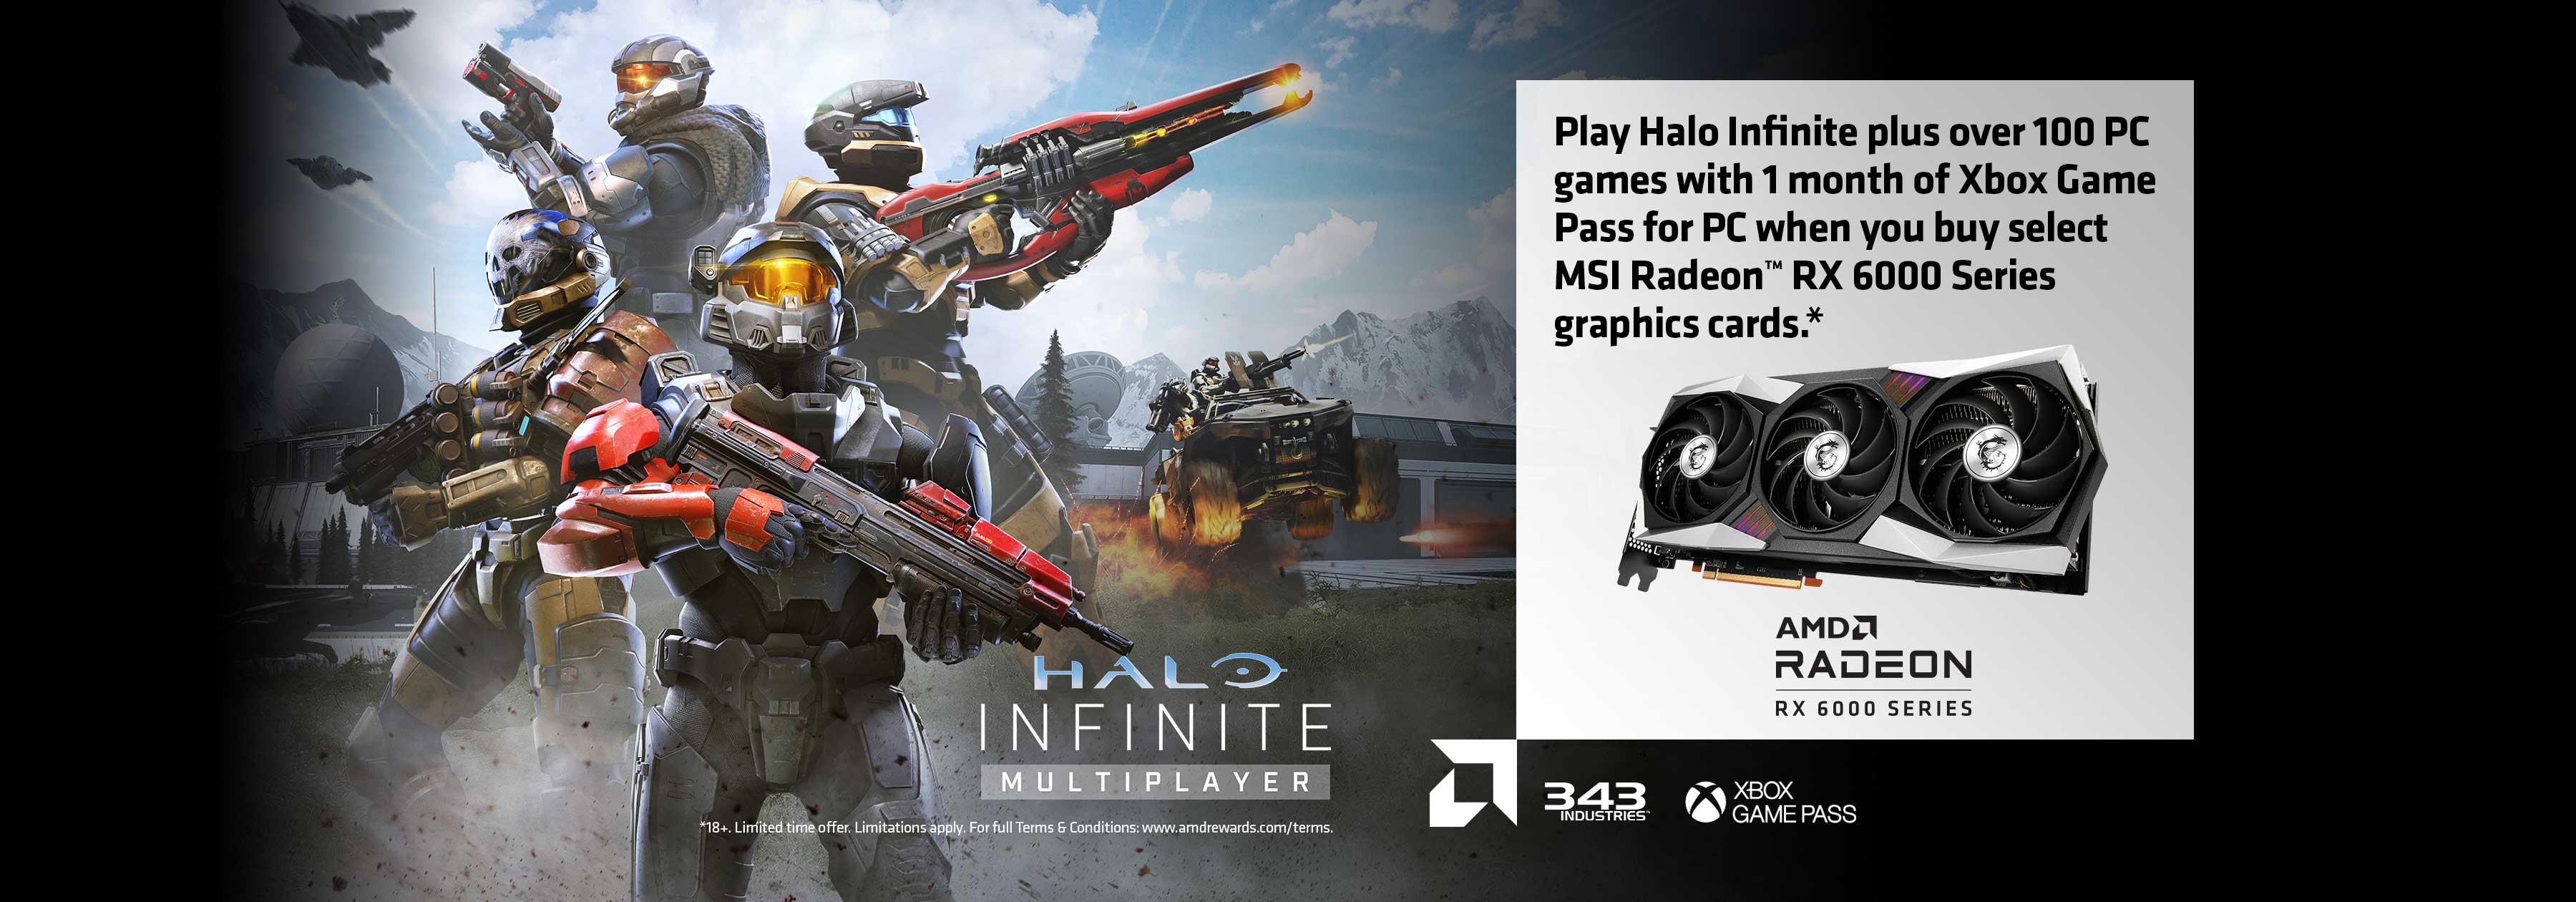 Play Halo Infinite plus over 100 PC
games with 1 month of Xbox Game
Pass for PC when you buy select
MSI Radeon™ RX 6000 Series
graphics cards.*
AMD
RADEON
RX 6000 SERIES
HALO
INFINITE
MULTIPLAYER
*18+. Limited time offer. Limitations apply. For full Terms & Conditions: www.amdrewards.com/terms.
343
INDUSTRIES™
XBOX
GAME PASS